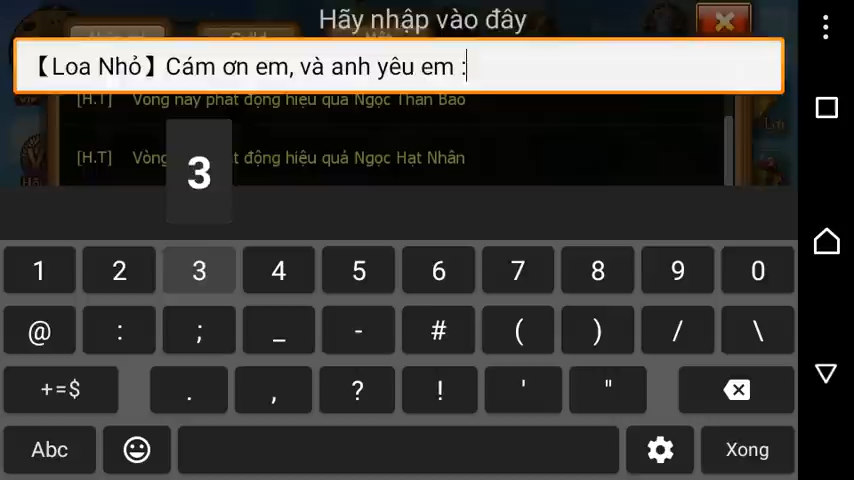 Hãy nhập vào đây
【Loa Nhỏ】Cám ơn em, và anh yêu em :
VIP
[H.T] Vòng này phát động hiệu quả Ngọc Thần Bảo
[H.T] Vòng át động hiệu quả Ngọc Hạt Nhân
3
1 2 3 4 5 6 7 8 9 0
@ : ; _ - # ( ) / \
+=$ . , ? ! ' "
Abc Xong